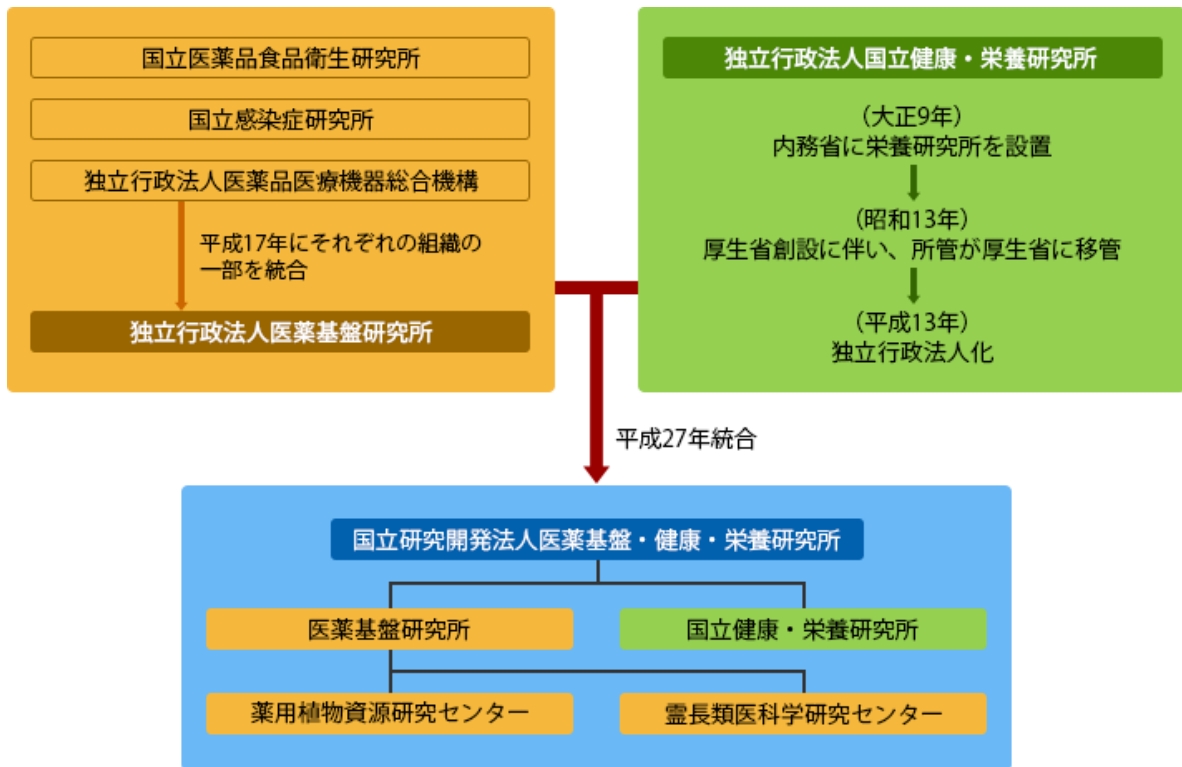 国立医薬品食品衛生研究所
国立感染症研究所
独立行政法人医薬品医療機器総合機構
平成17年にそれぞれの組織の
一部を統合
独立行政法人医薬基盤研究所
独立行政法人国立健康・栄養研究所
（大正9年）
内務省に栄養研究所を設置
（昭和13年）
厚生省創設に伴い、所管が厚生省に移管
（平成13年）
独立行政法人化
平成27年統合
国立研究開発法人医薬基盤・健康・栄養研究所
医薬基盤研究所
国立健康・栄養研究所
薬用植物資源研究センター
霊長類医科学研究センター